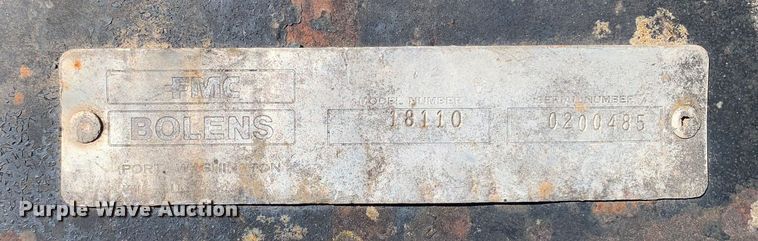 FMC
BOLENS
PORT WASHINGTON
MODEL NUMBER
18110
SERIAL NUMBER
0200485
Purple Wave Auction